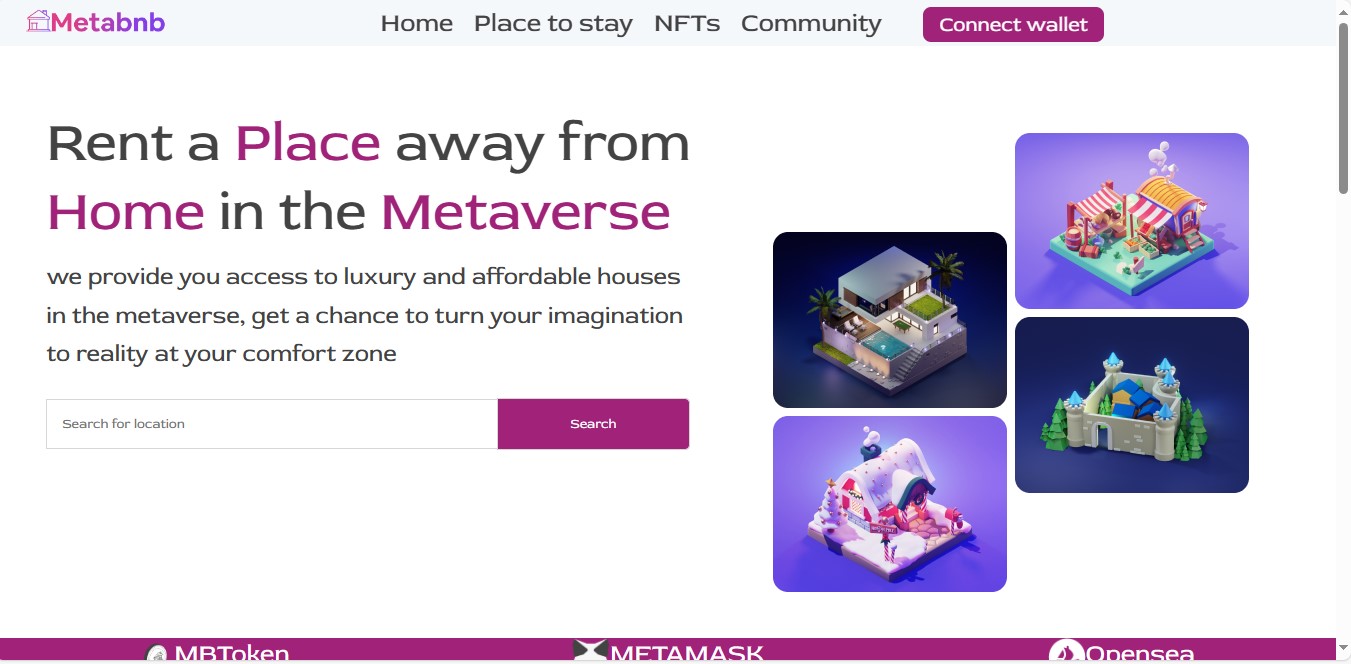 Metabnb
Home Place to stay NFTs Community Connect wallet
Rent a Place away from
Home in the Metaverse
we provide you access to luxury and affordable houses
in the metaverse, get a chance to turn your imagination
to reality at your comfort zone
Search for location
Search
MBToken
METAMASK
Opensea